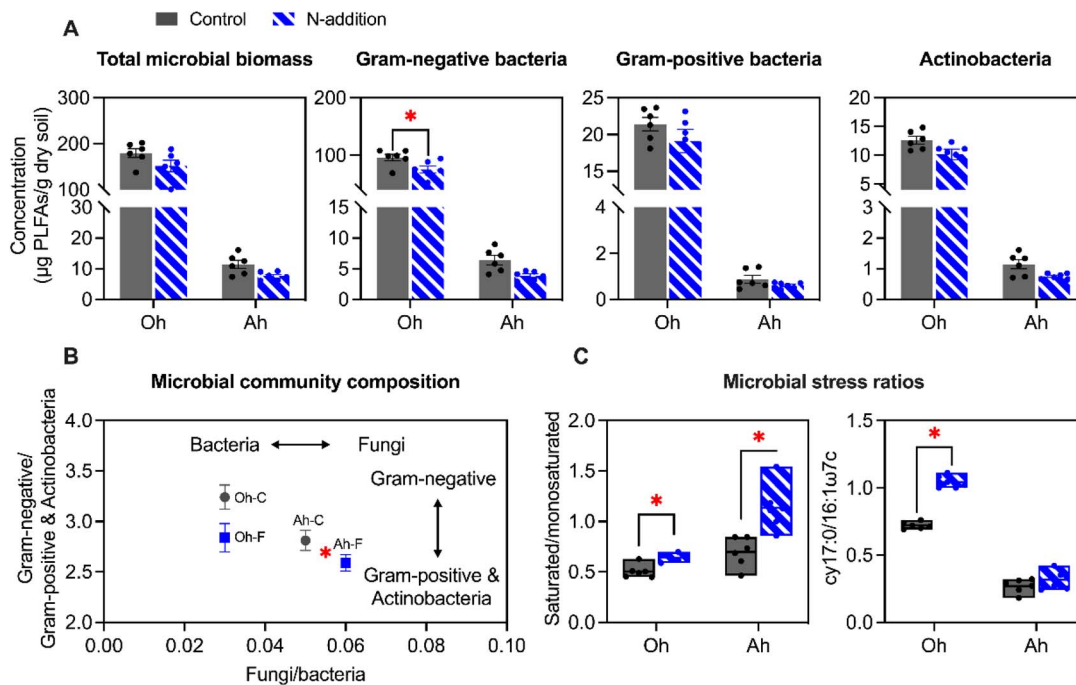 Control N-addition
A
Total microbial biomass Gram-negative bacteria Gram-positive bacteria Actinobacteria
Concentration
(µg PLFAs/g dry soil)
300
200
100
20
10
0
Oh Ah
200
100
15
10
5
0
*
Oh Ah
25
20
15
4
2
0
Oh Ah
20
15
10
5
3
2
1
0
Oh Ah
B
Microbial community composition
Gram-negative/
Gram-positive & Actinobacteria
4.0
3.5
3.0
2.5
2.0
Bacteria Fungi
Gram-negative
Oh-C
Oh-F
Ah-C
*
Ah-F
Gram-positive &
Actinobacteria
0.00 0.02 0.04 0.06 0.08 0.10
Fungi/bacteria
C
Microbial stress ratios
Saturated/monosaturated
2.0
1.5
1.0
0.5
0.0
*
*
Oh Ah
cy17:0/16:1ω7c
1.5
1.0
0.5
0.0
*
Oh Ah